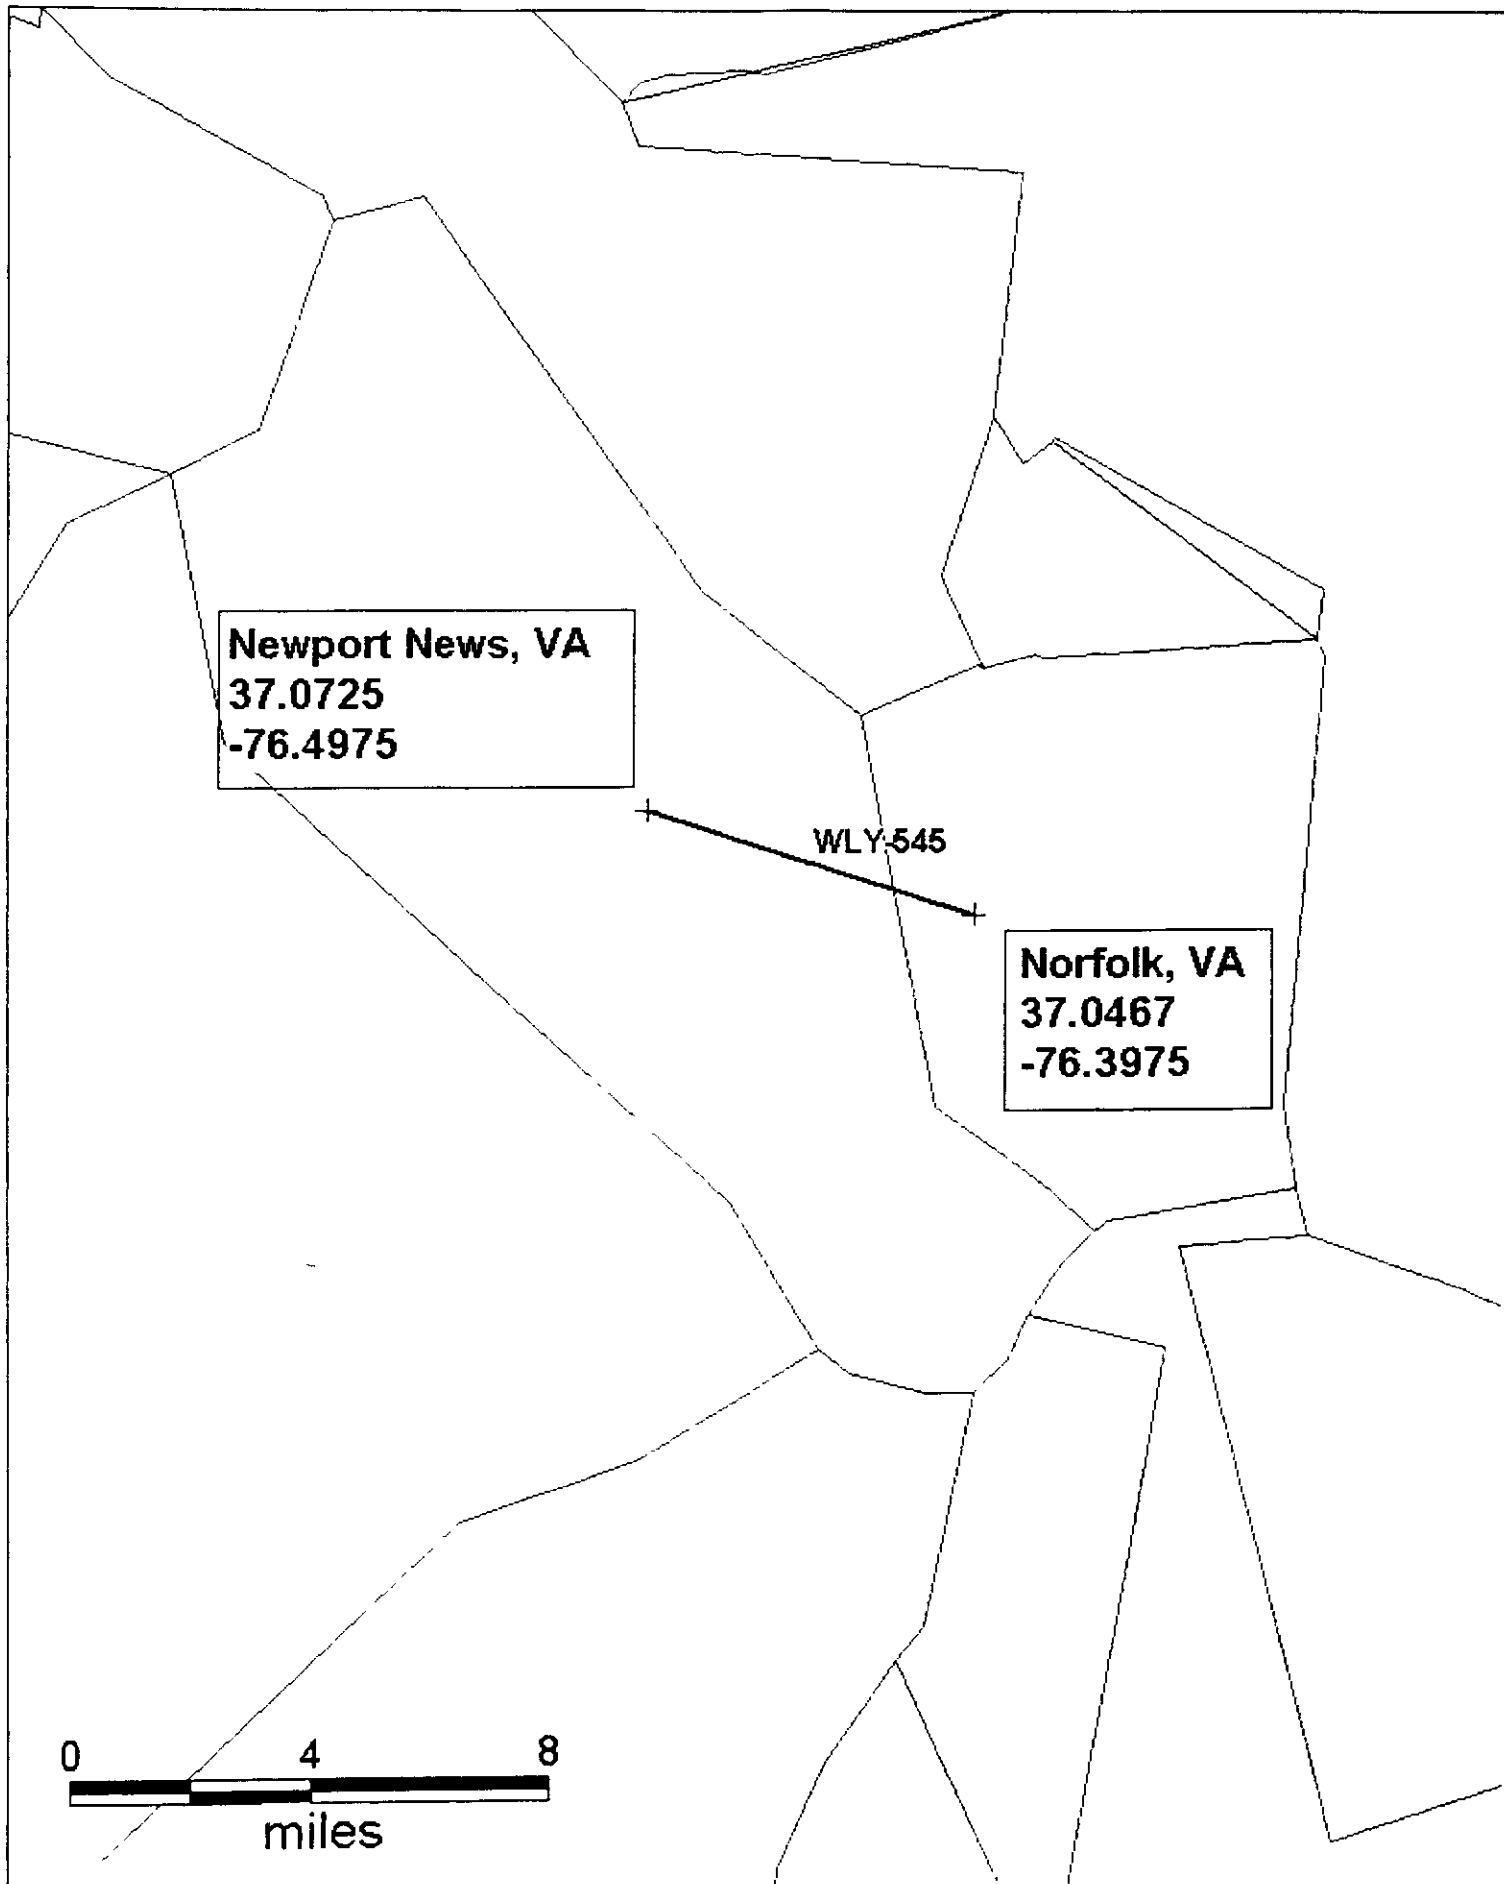 Newport News, VA
37.0725
-76.4975
WLY-545
Norfolk, VA
37.0467
-76.3975
0 4 8
miles